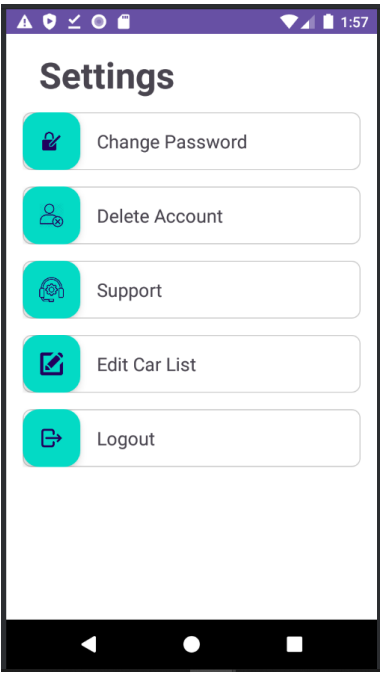 1:57
Settings
Change Password
Delete Account
Support
Edit Car List
Logout